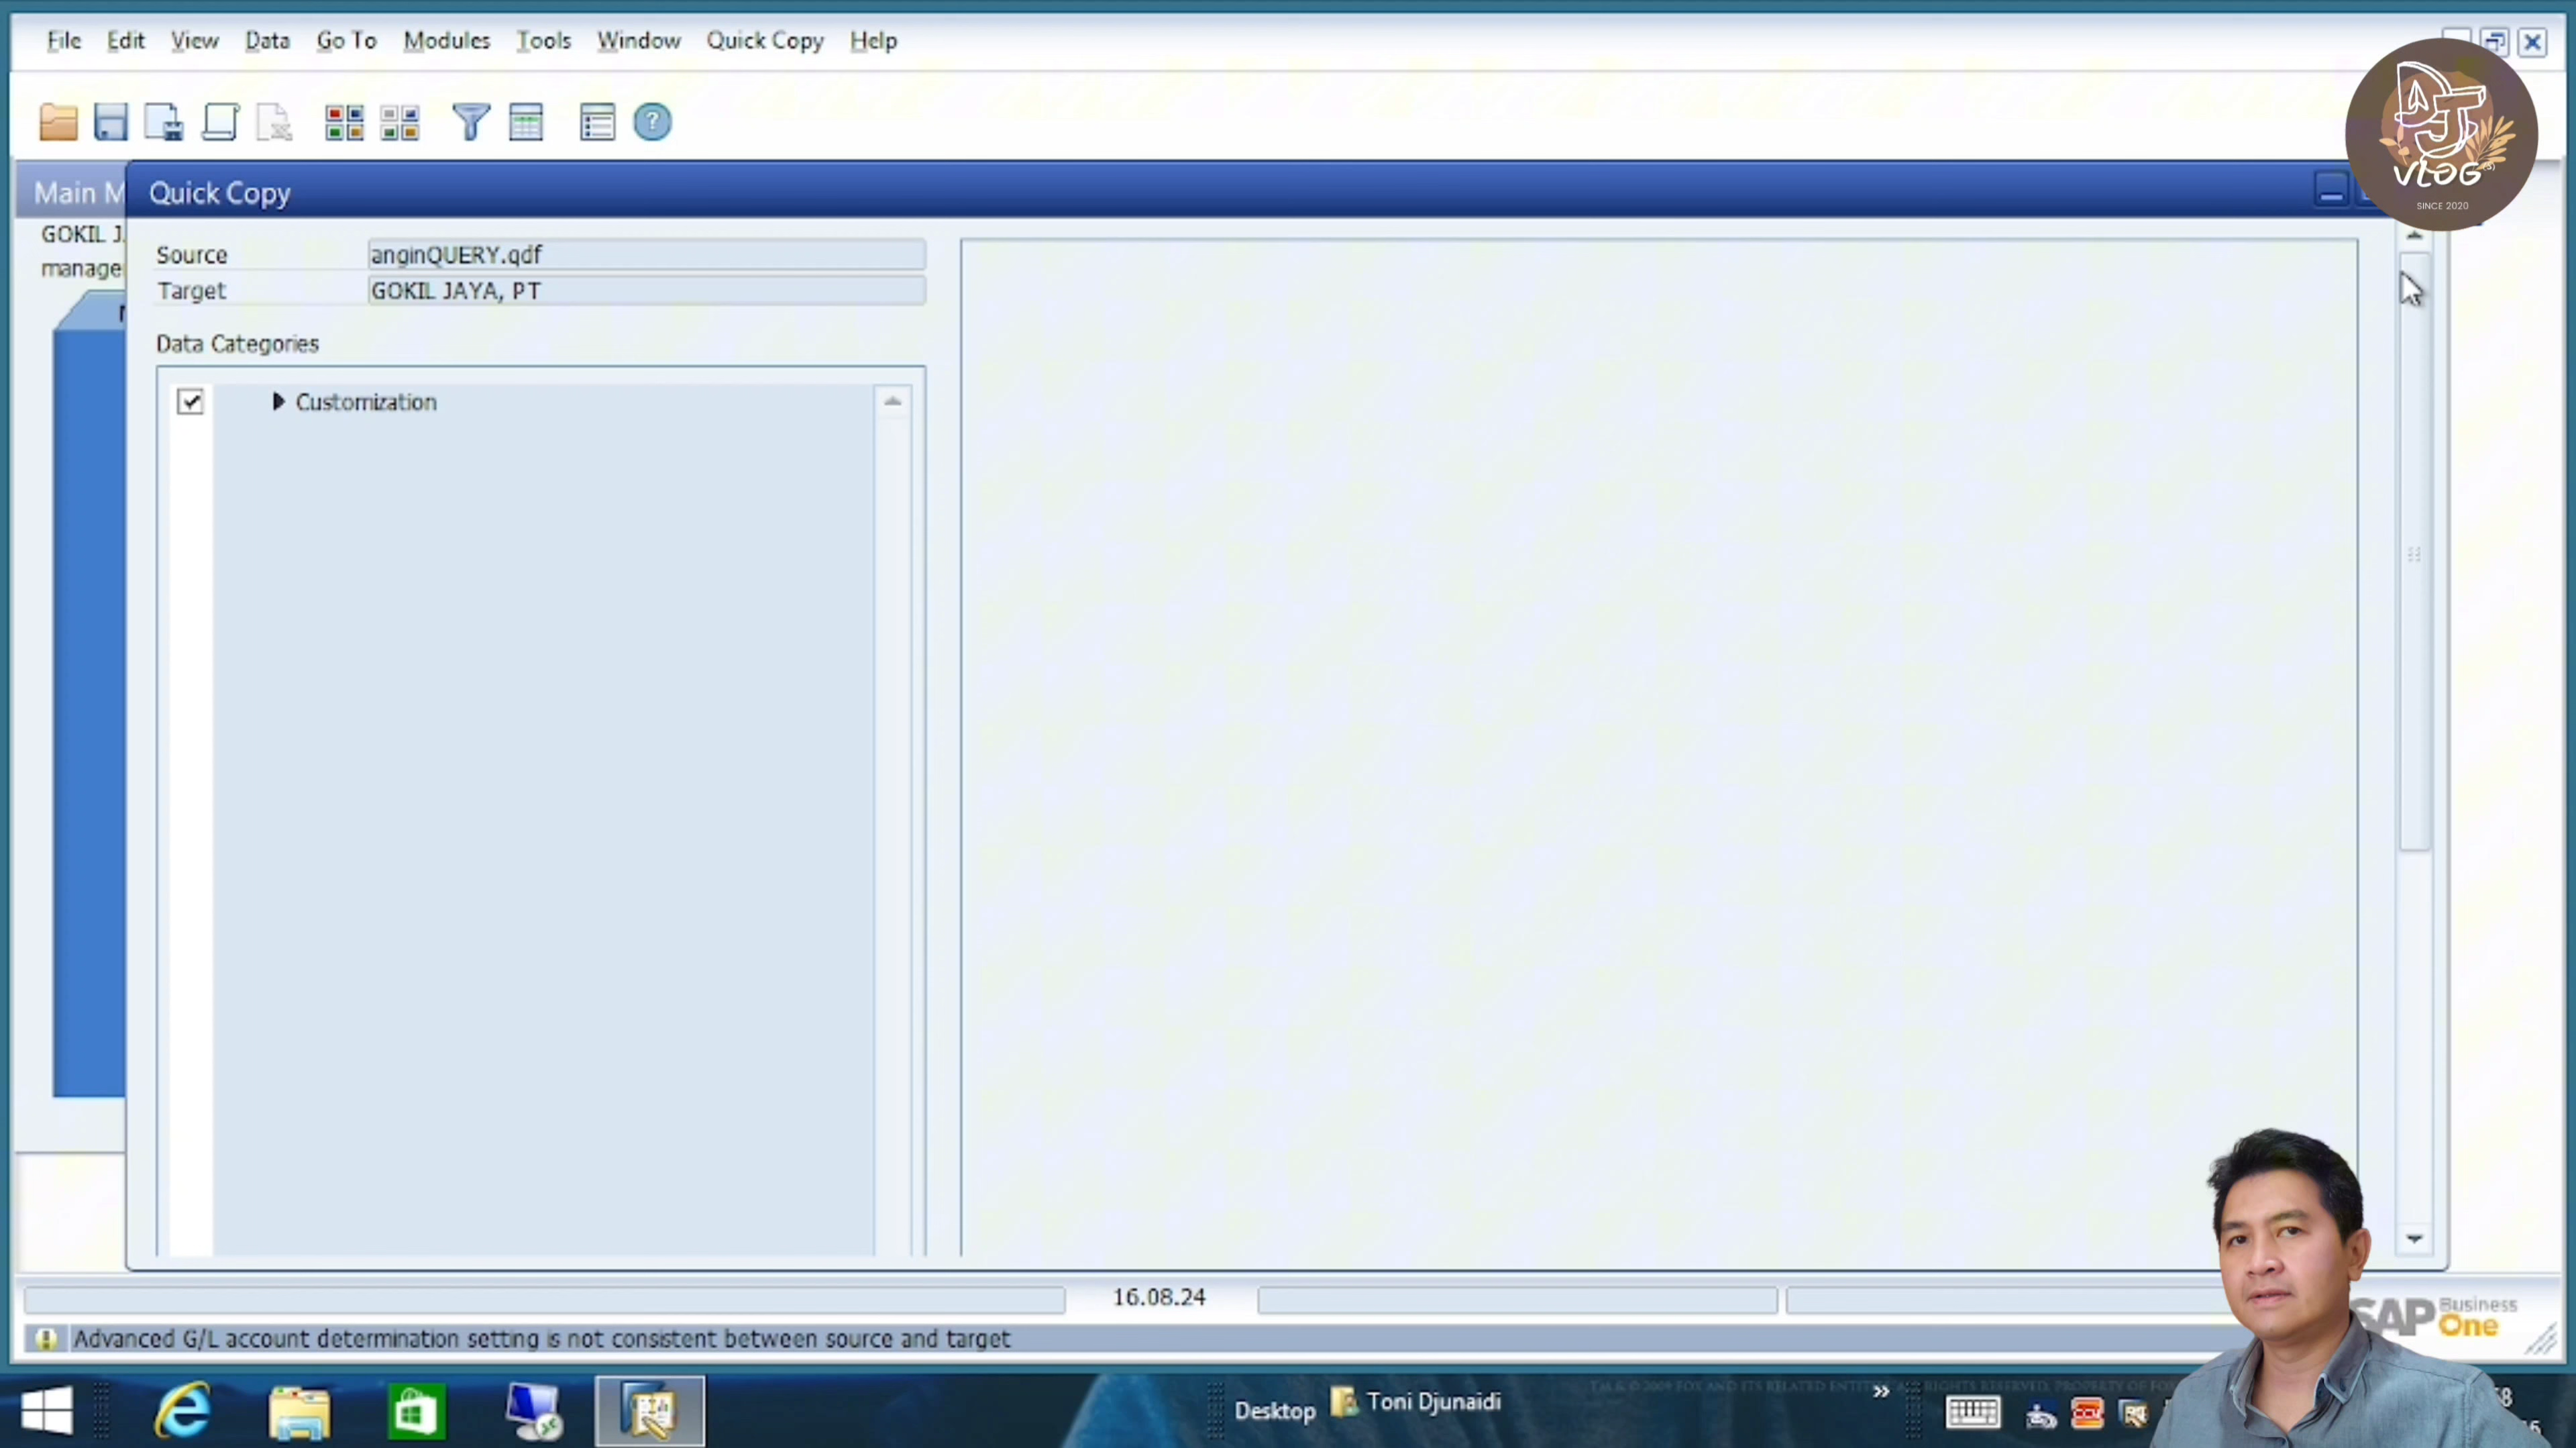 File Edit View Data Go To Modules Tools Window Quick Copy Help
DJ
VLOG
SINCE 2020
Main M
Quick Copy
GOKIL J
manage
Source anginQUERY.qdf
Target GOKIL JAYA, PT
Data Categories
Customization
16.08.24
SAP Business One
Advanced G/L account determination setting is not consistent between source and target
Desktop
Toni Djunaidi